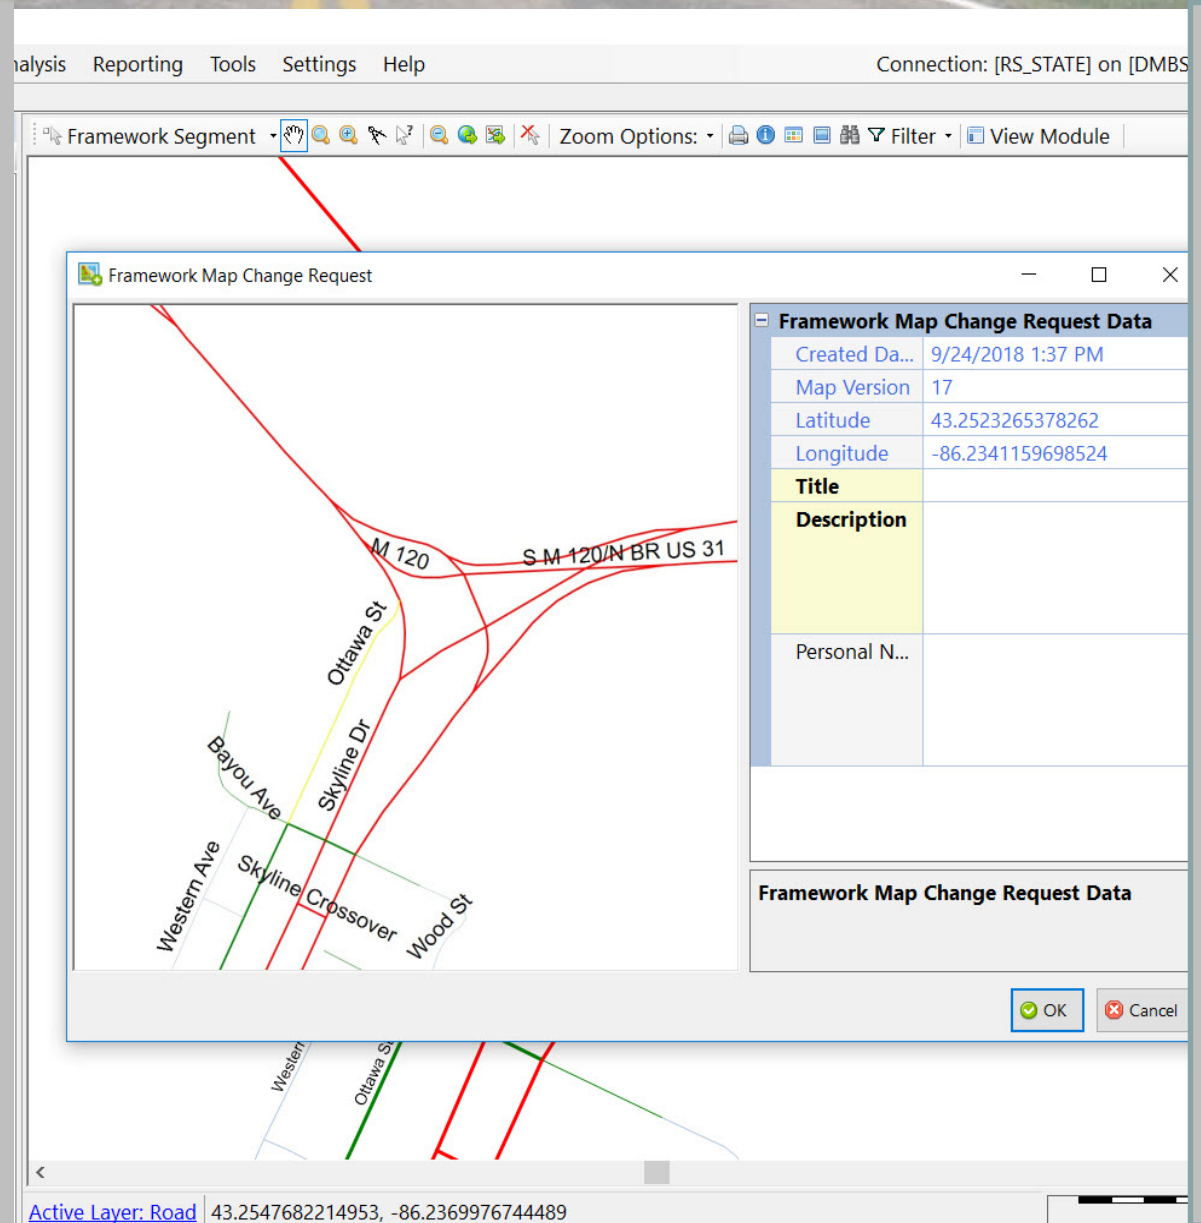 nalysis Reporting Tools Settings Help Connection: [RS_STATE] on [DMBS
Framework Segment Zoom Options: Filter View Module
Framework Map Change Request
Framework Map Change Request Data
Created Da... 9/24/2018 1:37 PM
Map Version 17
Latitude 43.2523265378262
Longitude -86.2341159698524
Title
Description
Personal N...
M 120
S M 120/N BR US 31
Ottawa St
Skyline Dr
Bayou Ave
Western Ave
Skyline Crossover
Wood St
Framework Map Change Request Data
OK Cancel
Western
Ottawa St
Active Layer: Road 43.2547682214953, -86.2369976744489